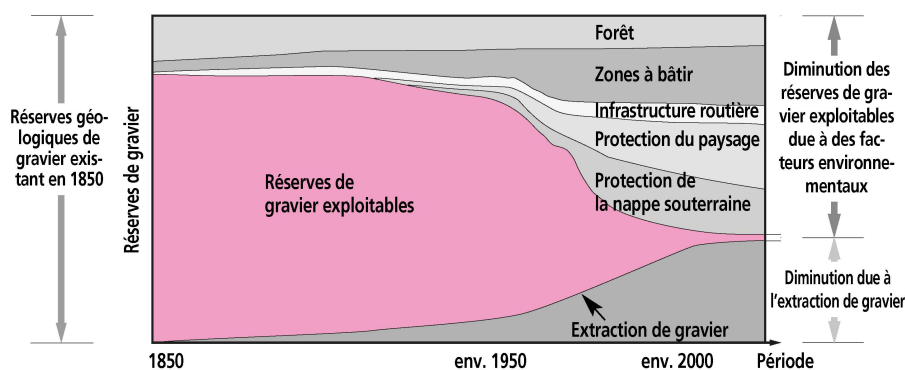 Réserves géo-
logiques de
gravier exis-
tant en 1850
Réserves de gravier
Forêt
Zones à bâtir
Infrastructure routière
Protection du paysage
Protection de
la nappe souterraine
Réserves de
gravier exploitables
Extraction de gravier
Diminution des
réserves de gra-
vier exploitables
due à des fac-
teurs environne-
mentaux
Diminution due à
l'extraction de gravier
1850
env. 1950
env. 2000
Période